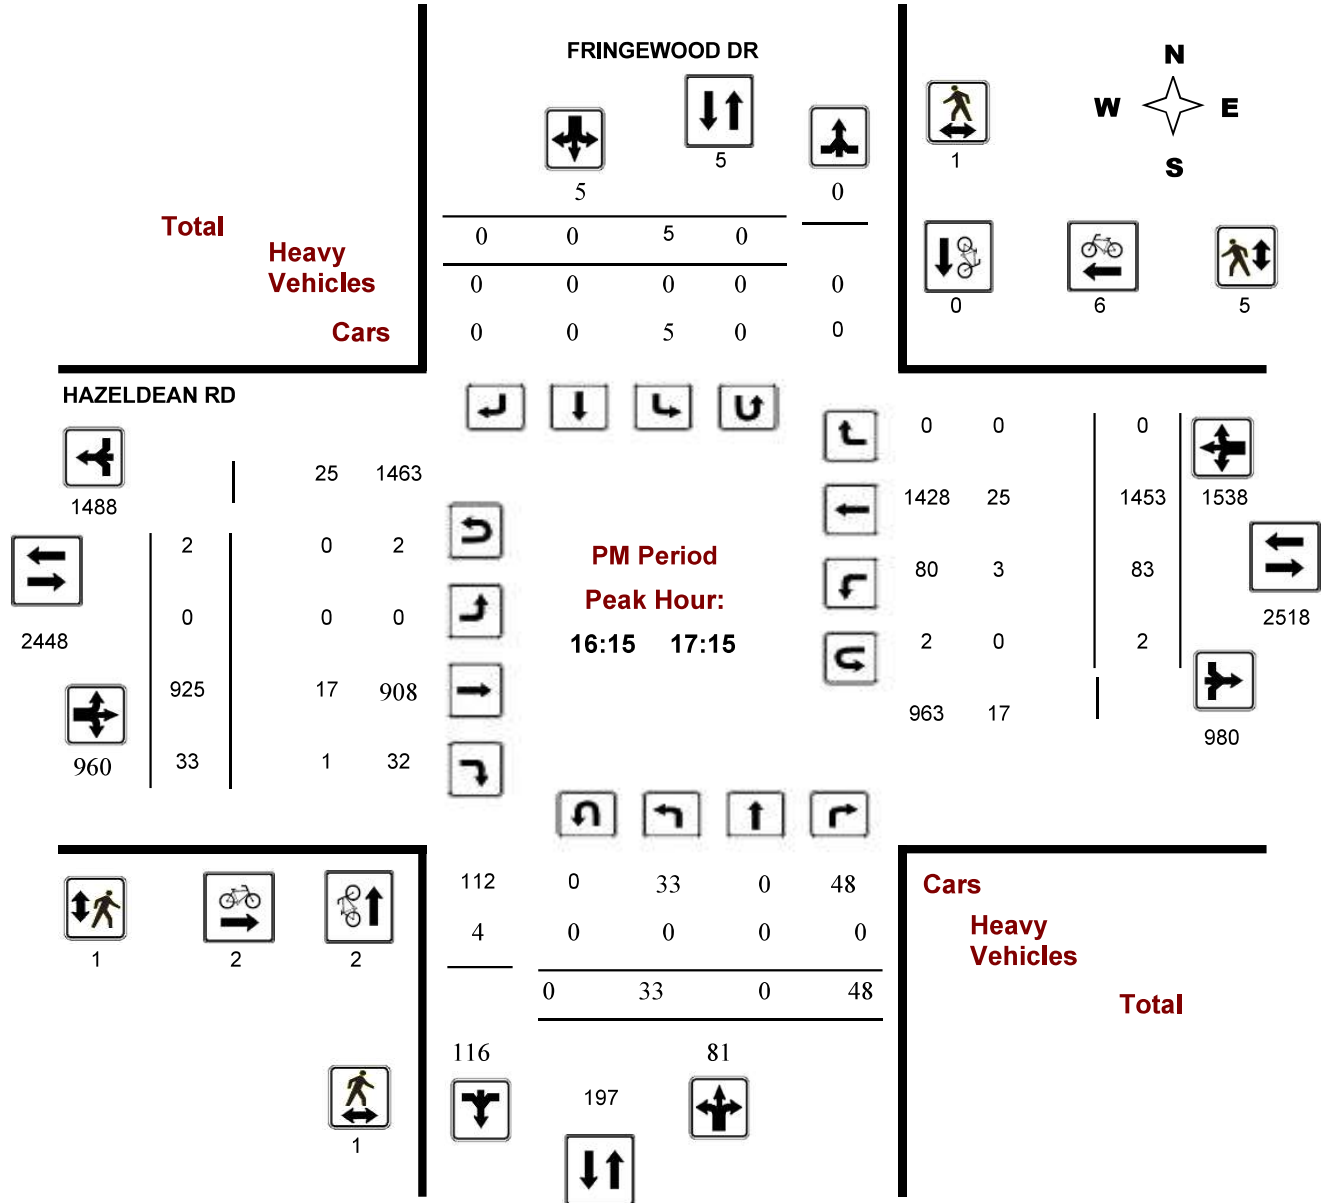 FRINGEWOOD DR
N
W E
S
5
5
0
1
Total
0 0 5 0
Heavy
Vehicles
0 0 0 0 0
Cars
0 0 5 0 0
0 6 5
HAZELDEAN RD
25 1463
1488
2 0 2
0 0 0
2448
925 17 908
960
33 1 32
PM Period
Peak Hour:
16:15 17:15
0 0 0
1428 25 1453 1538
80 3 83
2518
2 0 2
963 17
980
112 0 33 0 48
Cars
4 0 0 0 0
Heavy
Vehicles
1 2 2
0 33 0 48
Total
116 81
197
1